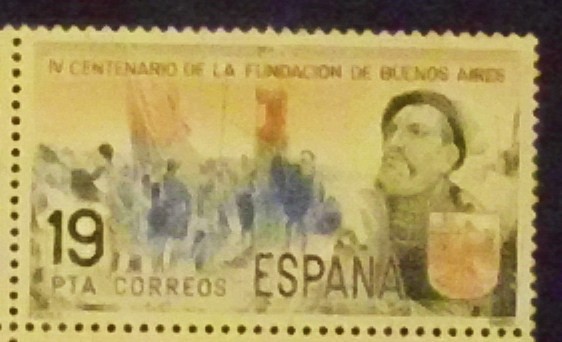 IV CENTENARIO DE LA FUNDACION DE BUENOS AIRES
19
PTA CORREOS ESPAÑA